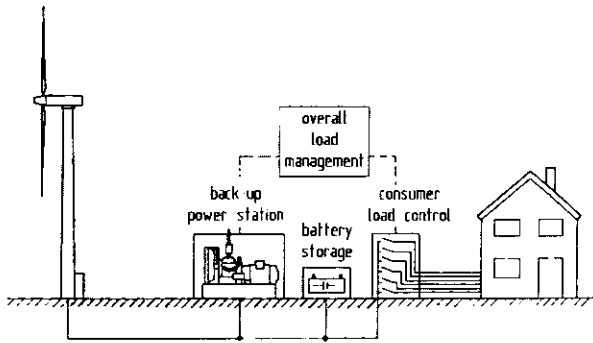 overall
load
management
back-up
power station
battery
storage
consumer
load control